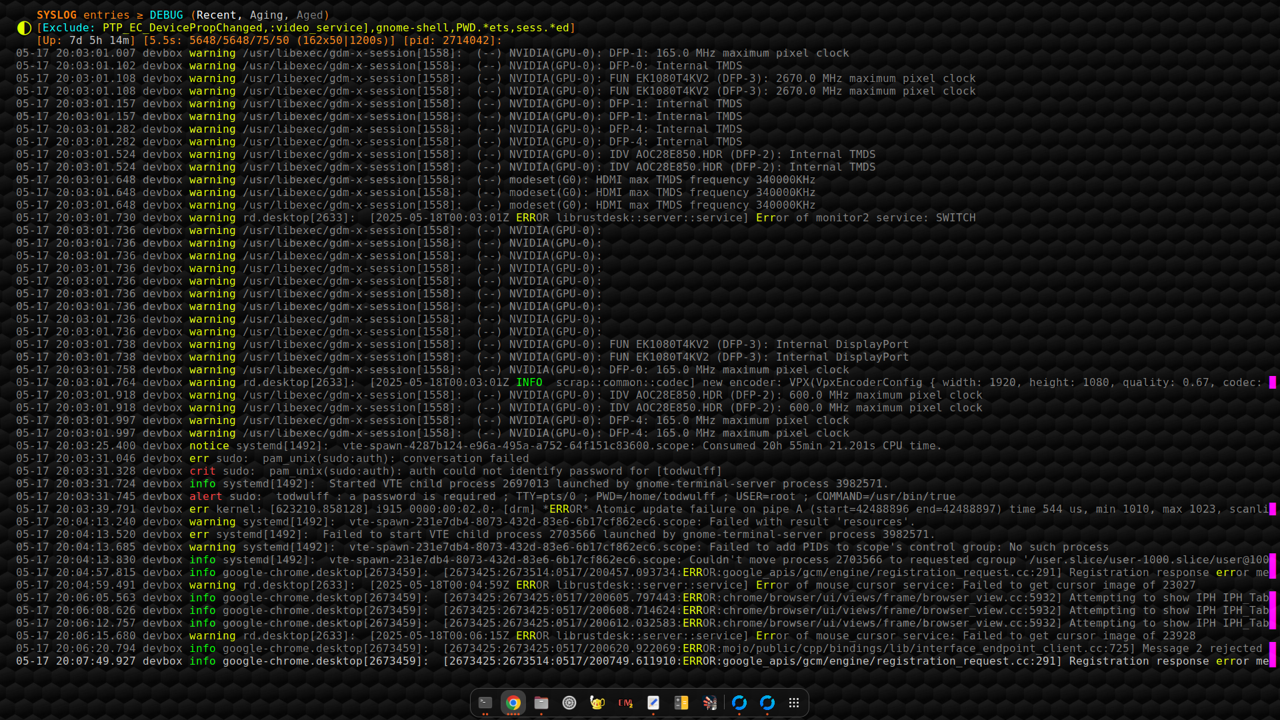 SYSLOG entries ≥ DEBUG (Recent, Aging, Aged)
[Exclude: PTP_EC_DevicePropChanged,:video_service],gnome-shell,PWD.*ets,sess.*ed]
[Up: 7d 5h 14m] [5.5s: 5648/5648/75/50 (162x50|1200s)] [pid: 2714042]:
05-17 20:03:01.007 devbox warning /usr/libexec/gdm-x-session[1558]:  (--) NVIDIA(GPU-0): DFP-1: 165.0 MHz maximum pixel clock
05-17 20:03:01.102 devbox warning /usr/libexec/gdm-x-session[1558]:  (--) NVIDIA(GPU-0): DFP-0: Internal TMDS
05-17 20:03:01.108 devbox warning /usr/libexec/gdm-x-session[1558]:  (--) NVIDIA(GPU-0): FUN EK1080T4KV2 (DFP-3): 2670.0 MHz maximum pixel clock
05-17 20:03:01.108 devbox warning /usr/libexec/gdm-x-session[1558]:  (--) NVIDIA(GPU-0): FUN EK1080T4KV2 (DFP-3): 2670.0 MHz maximum pixel clock
05-17 20:03:01.157 devbox warning /usr/libexec/gdm-x-session[1558]:  (--) NVIDIA(GPU-0): DFP-1: Internal TMDS
05-17 20:03:01.157 devbox warning /usr/libexec/gdm-x-session[1558]:  (--) NVIDIA(GPU-0): DFP-1: Internal TMDS
05-17 20:03:01.282 devbox warning /usr/libexec/gdm-x-session[1558]:  (--) NVIDIA(GPU-0): DFP-4: Internal TMDS
05-17 20:03:01.282 devbox warning /usr/libexec/gdm-x-session[1558]:  (--) NVIDIA(GPU-0): DFP-4: Internal TMDS
05-17 20:03:01.524 devbox warning /usr/libexec/gdm-x-session[1558]:  (--) NVIDIA(GPU-0): IDV AOC28E850.HDR (DFP-2): Internal TMDS
05-17 20:03:01.524 devbox warning /usr/libexec/gdm-x-session[1558]:  (--) NVIDIA(GPU-0): IDV AOC28E850.HDR (DFP-2): Internal TMDS
05-17 20:03:01.648 devbox warning /usr/libexec/gdm-x-session[1558]:  (--) modeset(G0): HDMI max TMDS frequency 340000KHz
05-17 20:03:01.648 devbox warning /usr/libexec/gdm-x-session[1558]:  (--) modeset(G0): HDMI max TMDS frequency 340000KHz
05-17 20:03:01.648 devbox warning /usr/libexec/gdm-x-session[1558]:  (--) modeset(G0): HDMI max TMDS frequency 340000KHz
05-17 20:03:01.730 devbox warning rd.desktop[2633]:  [2025-05-18T00:03:01Z ERROR librustdesk::server::service] Error of monitor2 service: SWITCH
05-17 20:03:01.736 devbox warning /usr/libexec/gdm-x-session[1558]:  (--) NVIDIA(GPU-0):
05-17 20:03:01.736 devbox warning /usr/libexec/gdm-x-session[1558]:  (--) NVIDIA(GPU-0):
05-17 20:03:01.736 devbox warning /usr/libexec/gdm-x-session[1558]:  (--) NVIDIA(GPU-0):
05-17 20:03:01.736 devbox warning /usr/libexec/gdm-x-session[1558]:  (--) NVIDIA(GPU-0):
05-17 20:03:01.736 devbox warning /usr/libexec/gdm-x-session[1558]:  (--) NVIDIA(GPU-0):
05-17 20:03:01.736 devbox warning /usr/libexec/gdm-x-session[1558]:  (--) NVIDIA(GPU-0):
05-17 20:03:01.736 devbox warning /usr/libexec/gdm-x-session[1558]:  (--) NVIDIA(GPU-0):
05-17 20:03:01.736 devbox warning /usr/libexec/gdm-x-session[1558]:  (--) NVIDIA(GPU-0):
05-17 20:03:01.736 devbox warning /usr/libexec/gdm-x-session[1558]:  (--) NVIDIA(GPU-0):
05-17 20:03:01.738 devbox warning /usr/libexec/gdm-x-session[1558]:  (--) NVIDIA(GPU-0): FUN EK1080T4KV2 (DFP-3): Internal DisplayPort
05-17 20:03:01.738 devbox warning /usr/libexec/gdm-x-session[1558]:  (--) NVIDIA(GPU-0): FUN EK1080T4KV2 (DFP-3): Internal DisplayPort
05-17 20:03:01.758 devbox warning /usr/libexec/gdm-x-session[1558]:  (--) NVIDIA(GPU-0): DFP-0: 165.0 MHz maximum pixel clock
05-17 20:03:01.764 devbox warning rd.desktop[2633]:  [2025-05-18T00:03:01Z INFO  scrap::common::codec] new encoder: VPX(VpxEncoderConfig { width: 1920, height: 1080, quality: 0.67, codec:
05-17 20:03:01.918 devbox warning /usr/libexec/gdm-x-session[1558]:  (--) NVIDIA(GPU-0): IDV AOC28E850.HDR (DFP-2): 600.0 MHz maximum pixel clock
05-17 20:03:01.918 devbox warning /usr/libexec/gdm-x-session[1558]:  (--) NVIDIA(GPU-0): IDV AOC28E850.HDR (DFP-2): 600.0 MHz maximum pixel clock
05-17 20:03:01.997 devbox warning /usr/libexec/gdm-x-session[1558]:  (--) NVIDIA(GPU-0): DFP-4: 165.0 MHz maximum pixel clock
05-17 20:03:01.997 devbox warning /usr/libexec/gdm-x-session[1558]:  (--) NVIDIA(GPU-0): DFP-4: 165.0 MHz maximum pixel clock
05-17 20:03:25.400 devbox notice systemd[1492]:  vte-spawn-4287b124-e96a-495a-a752-64f151c83600.scope: Consumed 20h 55min 21.201s CPU time.
05-17 20:03:31.046 devbox err sudo:  pam_unix(sudo:auth): conversation failed
05-17 20:03:31.328 devbox crit sudo:  pam_unix(sudo:auth): auth could not identify password for [todwulff]
05-17 20:03:31.724 devbox info systemd[1492]:  Started VTE child process 2697013 launched by gnome-terminal-server process 3982571.
05-17 20:03:31.745 devbox alert sudo:  todwulff : a password is required ; TTY=pts/0 ; PWD=/home/todwulff ; USER=root ; COMMAND=/usr/bin/true
05-17 20:03:39.791 devbox err kernel: [623210.858128] i915 0000:00:02.0: [drm] *ERROR* Atomic update failure on pipe A (start=42488896 end=42488897) time 544 us, min 1010, max 1023, scanli
05-17 20:04:13.240 devbox warning systemd[1492]:  vte-spawn-231e7db4-8073-432d-83e6-6b17cf862ec6.scope: Failed with result 'resources'.
05-17 20:04:13.520 devbox err systemd[1492]:  Failed to start VTE child process 2703566 launched by gnome-terminal-server process 3982571.
05-17 20:04:13.685 devbox warning systemd[1492]:  vte-spawn-231e7db4-8073-432d-83e6-6b17cf862ec6.scope: Failed to add PIDs to scope's control group: No such process
05-17 20:04:13.830 devbox info systemd[1492]:  vte-spawn-231e7db4-8073-432d-83e6-6b17cf862ec6.scope: Couldn't move process 2703566 to requested cgroup '/user.slice/user-1000.slice/user@100
05-17 20:04:57.815 devbox info google-chrome.desktop[2673459]:  [2673425:2673514:0517/200457.093734:ERROR:google_apis/gcm/engine/registration_request.cc:291] Registration response error me
05-17 20:04:59.491 devbox warning rd.desktop[2633]:  [2025-05-18T00:04:59Z ERROR librustdesk::server::service] Error of mouse_cursor service: Failed to get cursor image of 23027
05-17 20:06:05.563 devbox info google-chrome.desktop[2673459]:  [2673425:2673425:0517/200605.797443:ERROR:chrome/browser/ui/views/frame/browser_view.cc:5932] Attempting to show IPH IPH_Tab
05-17 20:06:08.626 devbox info google-chrome.desktop[2673459]:  [2673425:2673425:0517/200608.714624:ERROR:chrome/browser/ui/views/frame/browser_view.cc:5932] Attempting to show IPH IPH_Tab
05-17 20:06:12.757 devbox info google-chrome.desktop[2673459]:  [2673425:2673425:0517/200612.032583:ERROR:chrome/browser/ui/views/frame/browser_view.cc:5932] Attempting to show IPH IPH_Tab
05-17 20:06:15.680 devbox warning rd.desktop[2633]:  [2025-05-18T00:06:15Z ERROR librustdesk::server::service] Error of mouse_cursor service: Failed to get cursor image of 23928
05-17 20:06:20.794 devbox info google-chrome.desktop[2673459]:  [2673425:2673425:0517/200620.922069:ERROR:mojo/public/cpp/bindings/lib/interface_endpoint_client.cc:725] Message 2 rejected
05-17 20:07:49.927 devbox info google-chrome.desktop[2673459]:  [2673425:2673514:0517/200749.611910:ERROR:google_apis/gcm/engine/registration_request.cc:291] Registration response error me